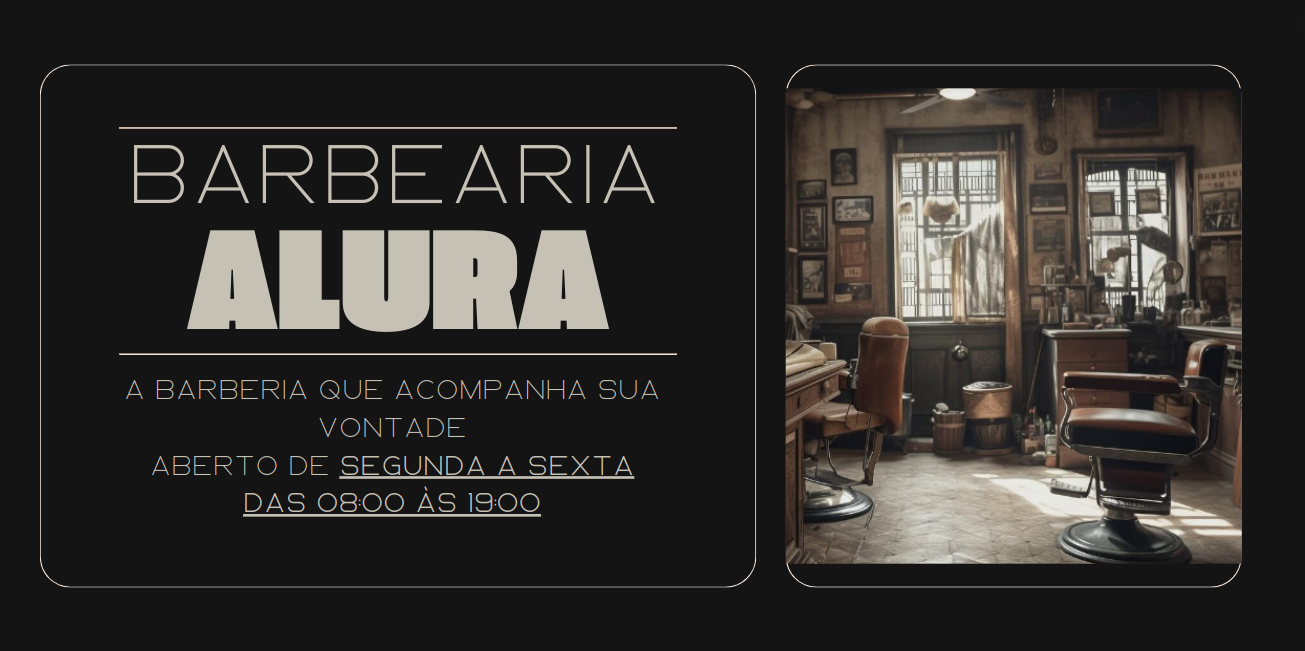 BARBEARIA
ALURA
A BARBERIA QUE ACOMPANHA SUA
VONTADE
ABERTO DE SEGUNDA A SEXTA
DAS 08:00 ÀS 19:00